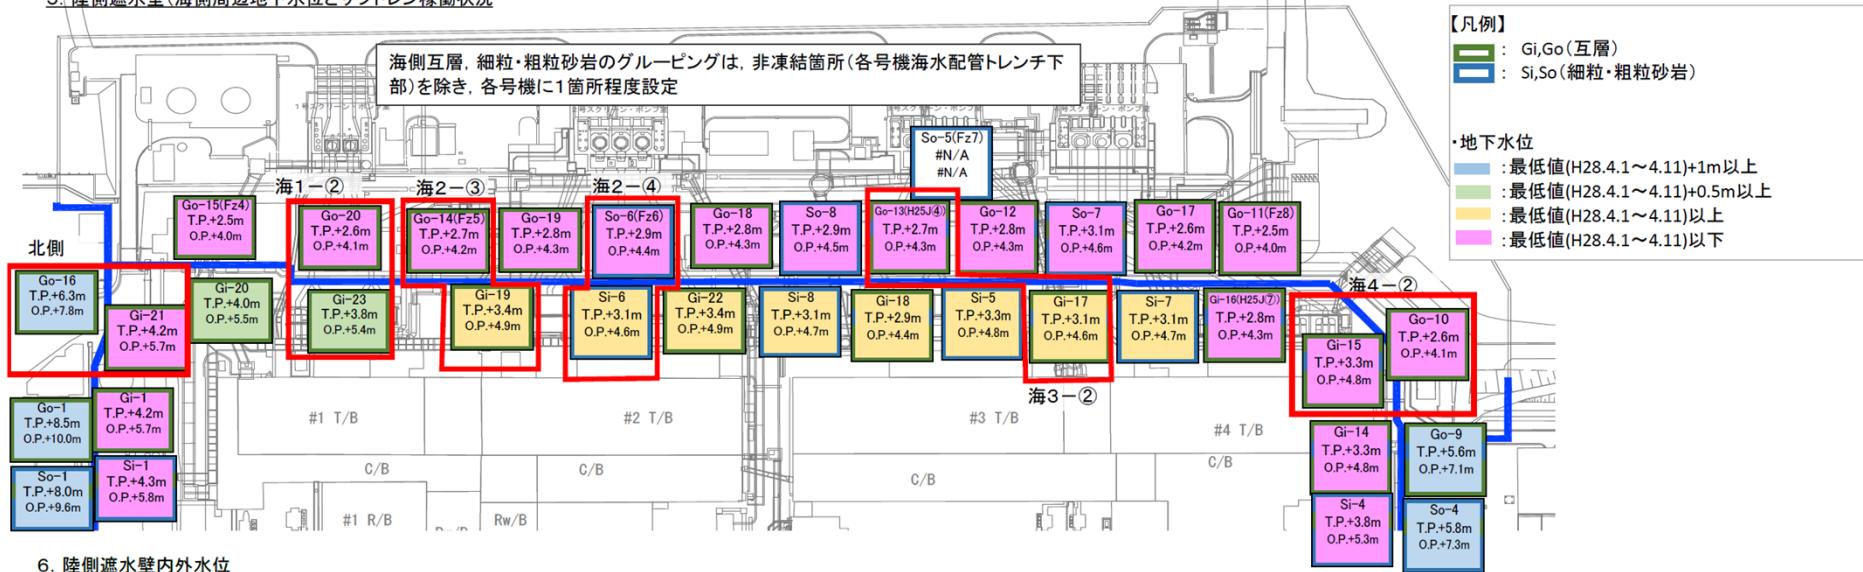 5. 陸側遮水壁(海側周辺地下水位とサブドレン稼働状況
海側互層, 細粒・粗粒砂岩のグルーピングは, 非凍結箇所(各号機海水配管トレンチ下
部)を除き, 各号機に1箇所程度設定
【凡例】
: Gi,Go(互層)
: Si,So(細粒・粗粒砂岩)
・地下水位
:最低値(H28.4.1~4.11)+1m以上
:最低値(H28.4.1~4.11)+0.5m以上
:最低値(H28.4.1~4.11)以上
:最低値(H28.4.1~4.11)以下
1号スクリーン・ポンプ室
So-5(Fz7)
#N/A
#N/A
海1-②
海2-③
海2-④
Go-15(Fz4)
T.P.+2.5m
O.P.+4.0m
Go-20
T.P.+2.6m
O.P.+4.1m
Go-14(Fz5)
T.P.+2.7m
O.P.+4.2m
Go-19
T.P.+2.8m
O.P.+4.3m
So-6(Fz6)
T.P.+2.9m
O.P.+4.4m
Go-18
T.P.+2.8m
O.P.+4.3m
So-8
T.P.+2.9m
O.P.+4.5m
Go-13(H25J④)
T.P.+2.7m
O.P.+4.3m
Go-12
T.P.+2.8m
O.P.+4.3m
So-7
T.P.+3.1m
O.P.+4.6m
Go-17
T.P.+2.6m
O.P.+4.2m
Go-11(Fz8)
T.P.+2.5m
O.P.+4.0m
北側
海4-②
Go-16
T.P.+6.3m
O.P.+7.8m
Gi-21
T.P.+4.2m
O.P.+5.7m
Gi-20
T.P.+4.0m
O.P.+5.5m
Gi-23
T.P.+3.8m
O.P.+5.4m
Gi-19
T.P.+3.4m
O.P.+4.9m
Si-6
T.P.+3.1m
O.P.+4.6m
Gi-22
T.P.+3.4m
O.P.+4.9m
Si-8
T.P.+3.1m
O.P.+4.7m
Gi-18
T.P.+2.9m
O.P.+4.4m
Si-5
T.P.+3.3m
O.P.+4.8m
Gi-17
T.P.+3.1m
O.P.+4.6m
Si-7
T.P.+3.1m
O.P.+4.7m
Gi-16(H25J⑦)
T.P.+2.8m
O.P.+4.3m
Gi-15
T.P.+3.3m
O.P.+4.8m
Go-10
T.P.+2.6m
O.P.+4.1m
海3-②
Go-1
T.P.+8.5m
O.P.+10.0m
Gi-1
T.P.+4.2m
O.P.+5.7m
#1 T/B
#2 T/B
#3 T/B
#4 T/B
Gi-14
T.P.+3.3m
O.P.+4.8m
Go-9
T.P.+5.6m
O.P.+7.1m
So-1
T.P.+8.0m
O.P.+9.6m
Si-1
T.P.+4.3m
O.P.+5.8m
C/B
C/B
C/B
C/B
Si-4
T.P.+3.8m
O.P.+5.3m
So-4
T.P.+5.8m
O.P.+7.3m
#1 R/B
Rw/B
6. 陸側遮水壁内外水位